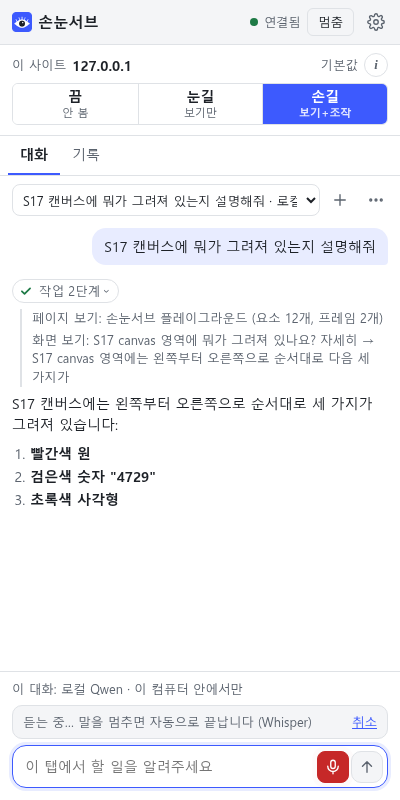 손눈서브
연결됨
멈춤
이 사이트 127.0.0.1
기본값
i
끔
안 봄
눈길
보기만
손길
보기+조작
대화
기록
S17 캔버스에 뭐가 그려져 있는지 설명해줘 · 로컬
S17 캔버스에 뭐가 그려져 있는지 설명해줘
작업 2단계
페이지 보기: 손눈서브 플레이그라운드 (요소 12개, 프레임 2개)
화면 보기: S17 canvas 영역에 뭐가 그려져 있나요? 자세히 →
S17 canvas 영역에는 왼쪽부터 오른쪽으로 순서대로 다음 세
가지가
S17 캔버스에는 왼쪽부터 오른쪽으로 순서대로 세 가지가
그려져 있습니다:
1. 빨간색 원
2. 검은색 숫자 "4729"
3. 초록색 사각형
이 대화: 로컬 Qwen · 이 컴퓨터 안에서만
듣는 중... 말을 멈추면 자동으로 끝납니다 (Whisper)
취소
이 탭에서 할 일을 알려주세요